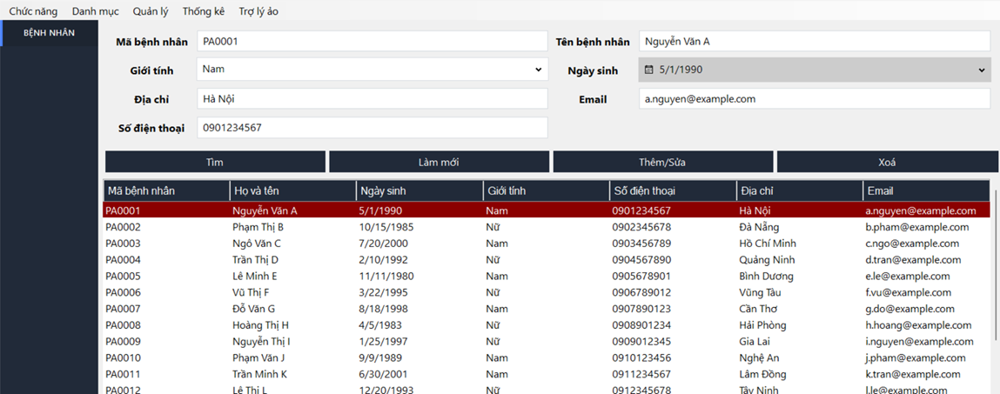 Chức năng Danh mục Quản lý Thống kê Trợ lý ảo
BỆNH NHÂN
Mã bệnh nhân PA0001 Tên bệnh nhân Nguyễn Văn A
Giới tính Nam Ngày sinh 5/1/1990
Địa chỉ Hà Nội Email a.nguyen@example.com
Số điện thoại 0901234567
Tìm Làm mới Thêm/Sửa Xoá
Mã bệnh nhân Họ và tên Ngày sinh Giới tính Số điện thoại Địa chỉ Email
PA0001 Nguyễn Văn A 5/1/1990 Nam 0901234567 Hà Nội a.nguyen@example.com
PA0002 Phạm Thị B 10/15/1985 Nữ 0902345678 Đà Nẵng b.pham@example.com
PA0003 Ngô Văn C 7/20/2000 Nam 0903456789 Hồ Chí Minh c.ngo@example.com
PA0004 Trần Thị D 2/10/1992 Nữ 0904567890 Quảng Ninh d.tran@example.com
PA0005 Lê Minh E 11/11/1980 Nam 0905678901 Bình Dương e.le@example.com
PA0006 Vũ Thị F 3/22/1995 Nữ 0906789012 Vũng Tàu f.vu@example.com
PA0007 Đỗ Văn G 8/18/1998 Nam 0907890123 Cần Thơ g.do@example.com
PA0008 Hoàng Thị H 4/5/1983 Nữ 0908901234 Hải Phòng h.hoang@example.com
PA0009 Nguyễn Thị I 1/25/1997 Nữ 0909012345 Gia Lai i.nguyen@example.com
PA0010 Phạm Văn J 9/9/1989 Nam 0910123456 Nghệ An j.pham@example.com
PA0011 Trần Minh K 6/30/2001 Nam 0911234567 Lâm Đồng k.tran@example.com
PA0012 Lê Thị L 12/20/1993 Nữ 0912345678 Tây Ninh l.le@example.com